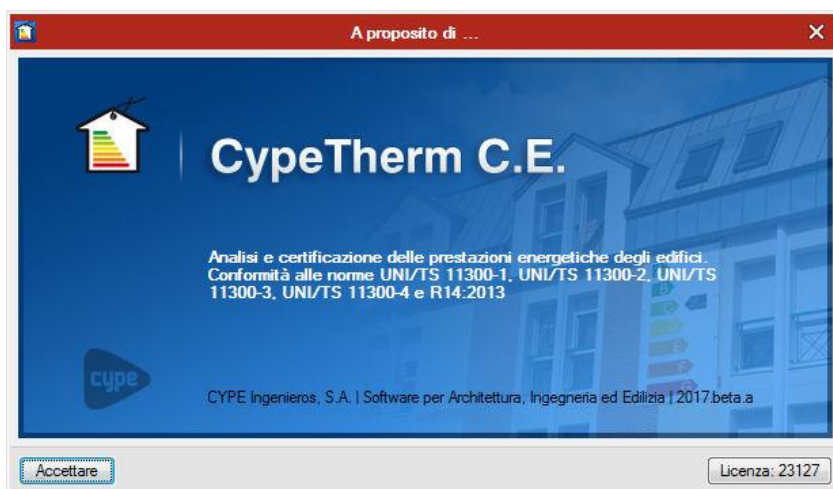 A proposito di ...
CypeTherm C.E.
Analisi e certificazione delle prestazioni energetiche degli edifici.
Conformità alle norme UNI/TS 11300-1, UNI/TS 11300-2, UNI/TS
11300-3, UNI/TS 11300-4 e R14:2013
B
C
D
E
F
G
cype
CYPE Ingenieros, S.A. | Software per Architettura, Ingegneria ed Edilizia | 2017.beta.a
Accettare
Licenza: 23127